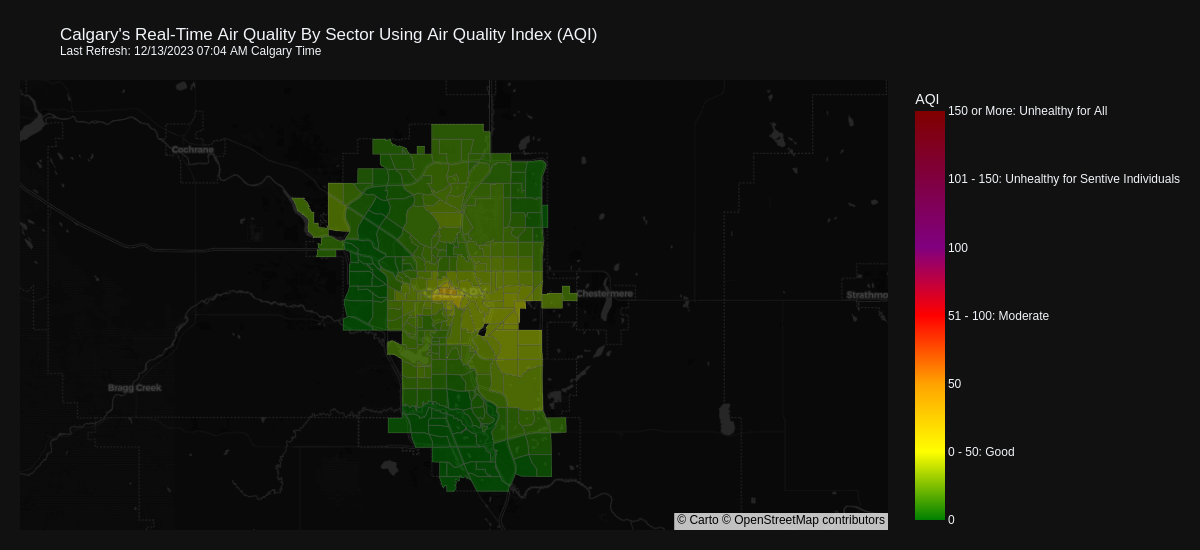 Calgary's Real-Time Air Quality By Sector Using Air Quality Index (AQI)
Last Refresh: 12/13/2023 07:04 AM Calgary Time
AQI
150 or More: Unhealthy for All
Cochrane
101 - 150: Unhealthy for Sentive Individuals
100
CALGARY
Chestermere
Strathmo
51 - 100: Moderate
Bragg Creek
50
0 - 50: Good
0
© Carto © OpenStreetMap contributors